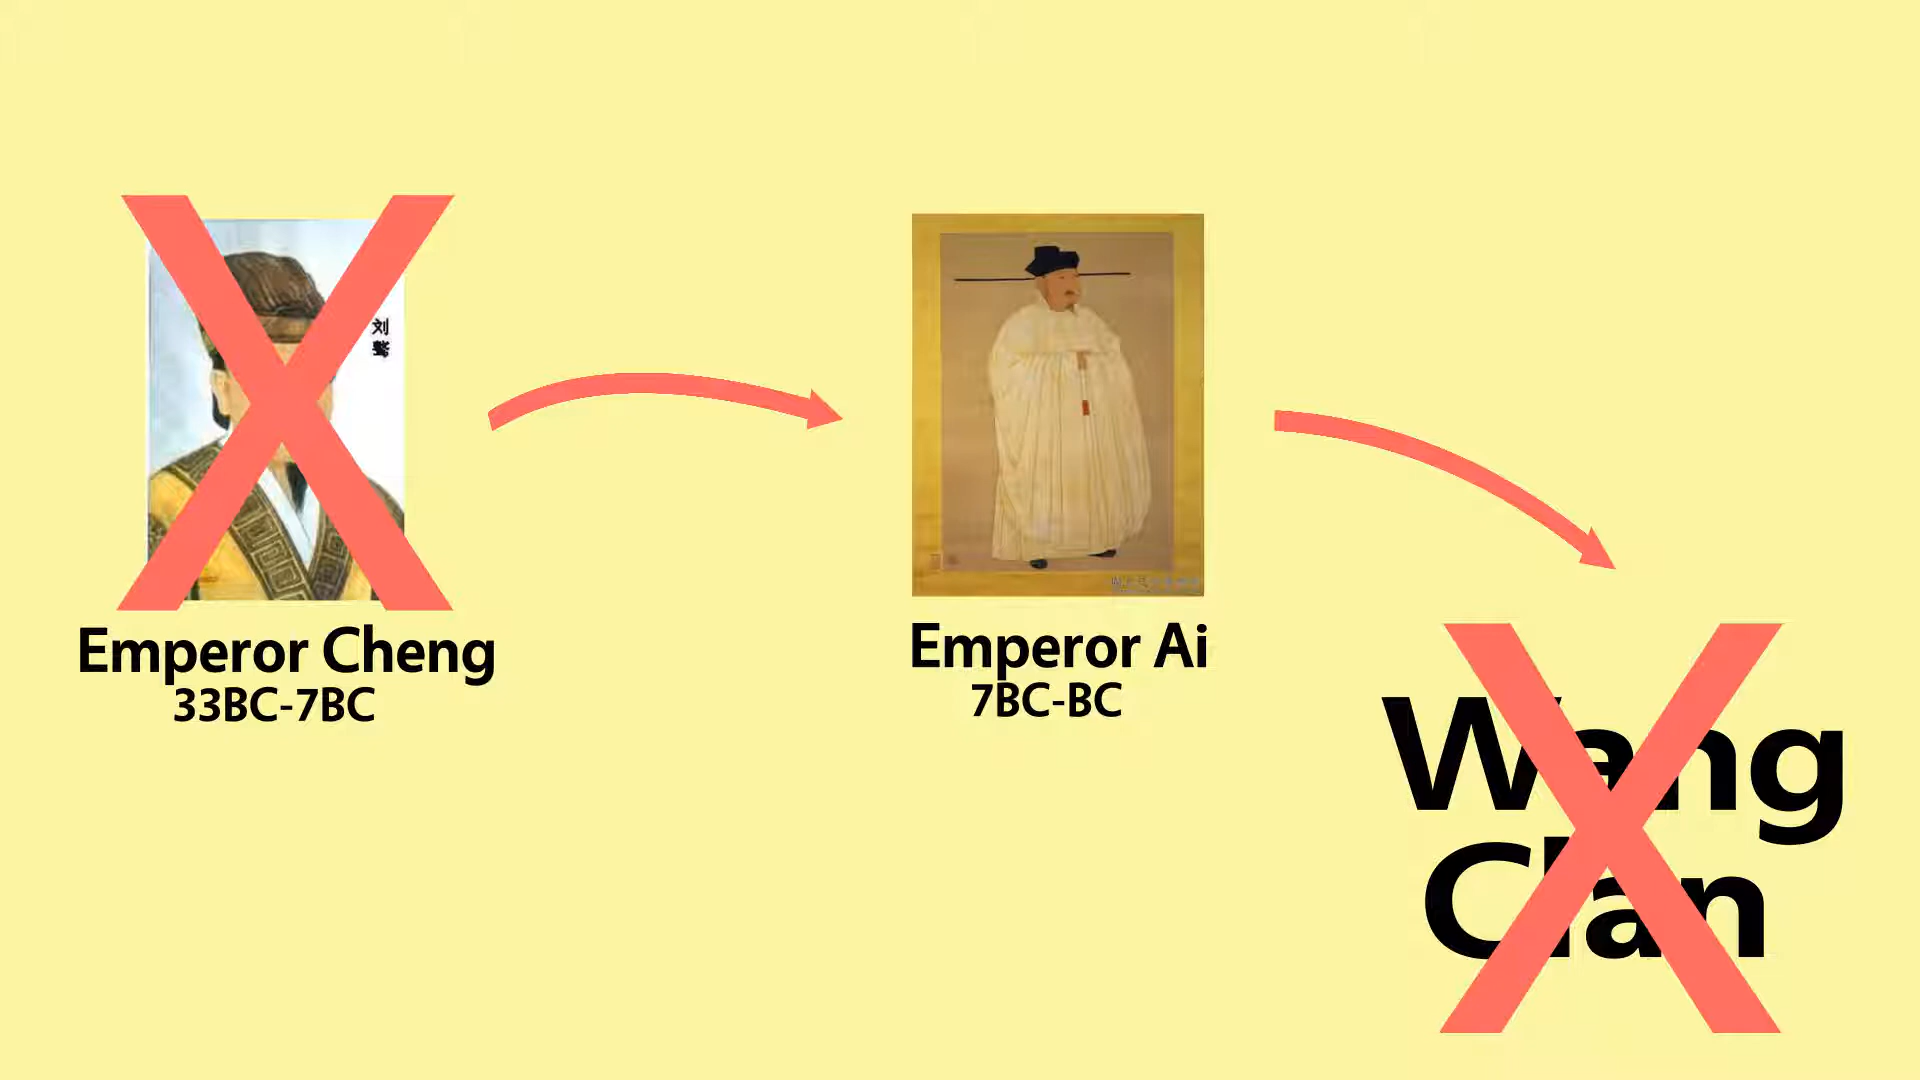 刘
骜
Emperor Cheng
33BC-7BC
Emperor Ai
7BC-BC
Wang
Clan